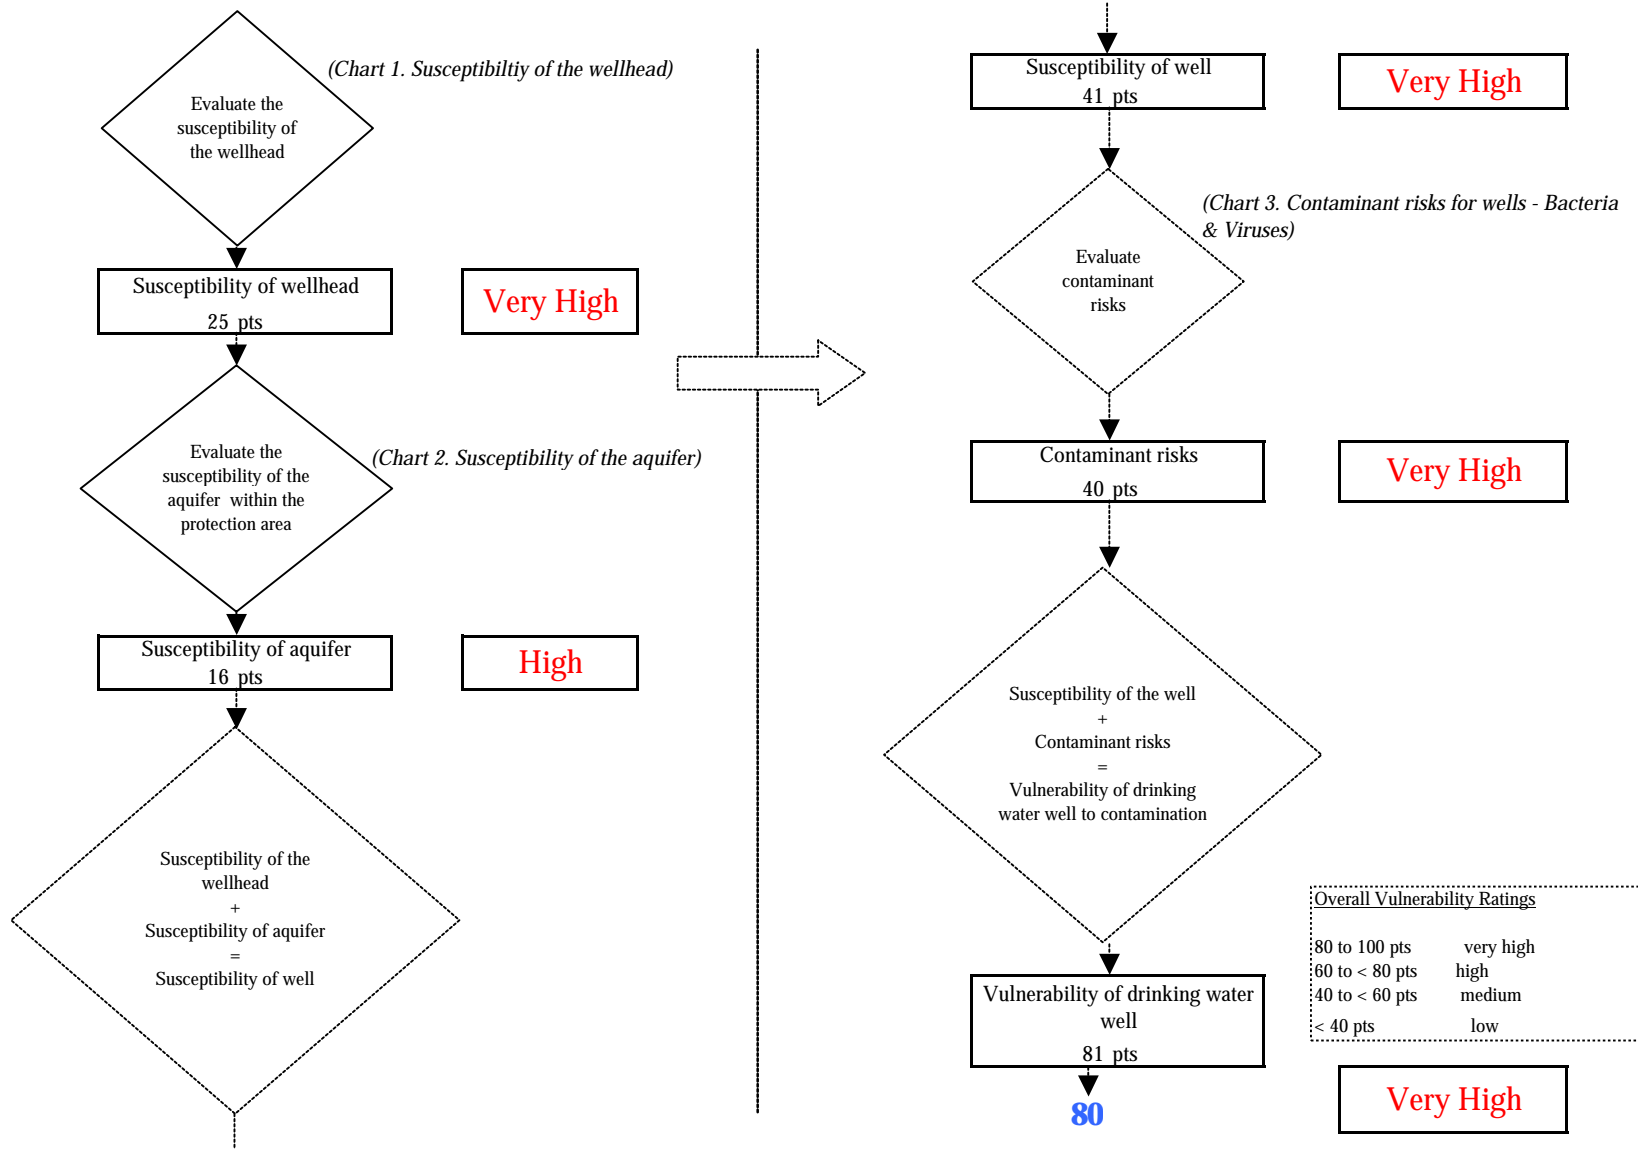 (Chart 1. Susceptibiltiy of the wellhead)
Evaluate the
susceptibility of
the wellhead
Susceptibility of wellhead
25 pts
Very High
(Chart 2. Susceptibility of the aquifer)
Evaluate the
susceptibility of the
aquifer within the
protection area
Susceptibility of aquifer
16 pts
High
Susceptibility of the
wellhead
+
Susceptibility of aquifer
=
Susceptibility of well
Susceptibility of well
41 pts
Very High
(Chart 3. Contaminant risks for wells - Bacteria
& Viruses)
Evaluate
contaminant
risks
Contaminant risks
40 pts
Very High
Susceptibility of the well
+
Contaminant risks
=
Vulnerability of drinking
water well to contamination
Overall Vulnerability Ratings
80 to 100 pts very high
60 to < 80 pts high
40 to < 60 pts medium
< 40 pts low
Vulnerability of drinking water
well
81 pts
80
Very High